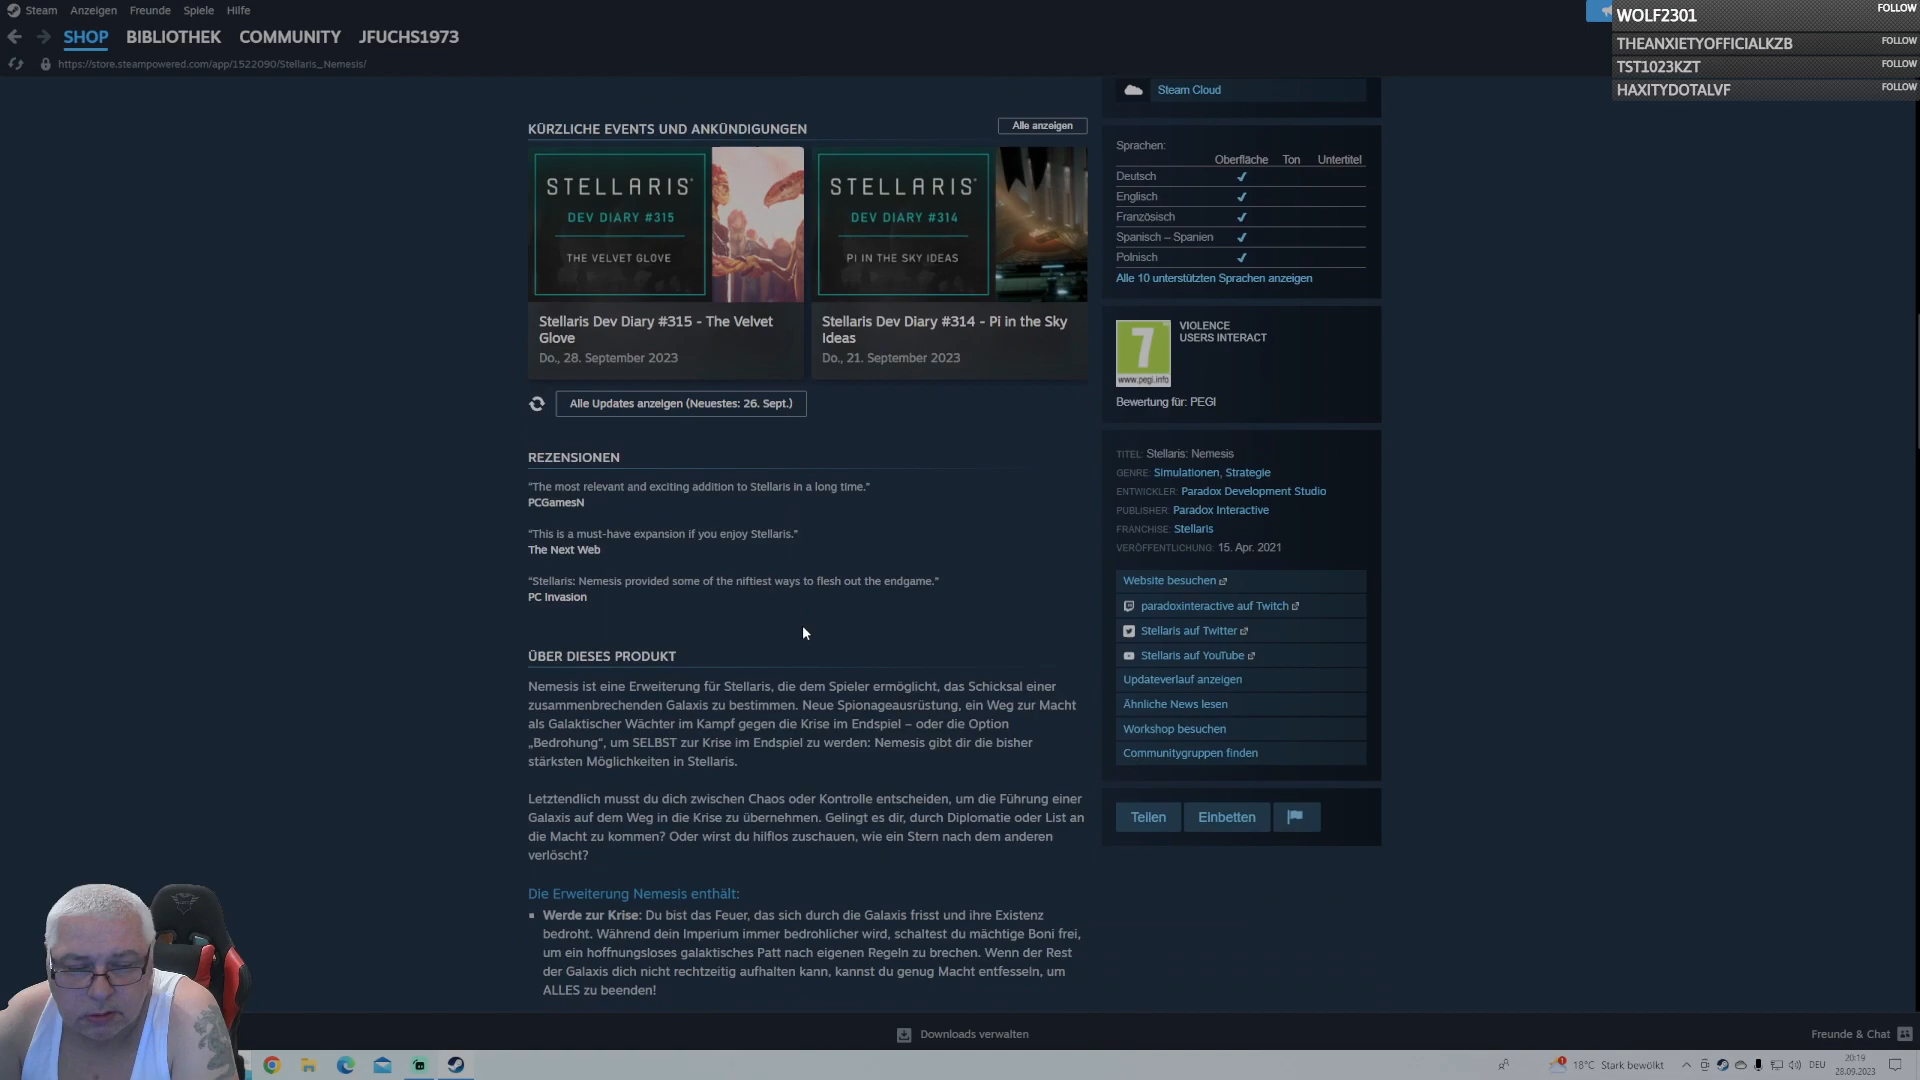 Steam Anzeigen Freunde Spiele Hilfe
SHOP BIBLIOTHEK COMMUNITY JFUCHS1973
https://store.steampowered.com/app/1522090/Stellaris_Nemesis/
WOLF2301 FOLLOW
THEANXIETYOFFICIALKZB FOLLOW
TST1023KZT FOLLOW
HAXITYDOTALVF FOLLOW
KÜRZLICHE EVENTS UND ANKÜNDIGUNGEN
Alle anzeigen
STELLARIS
DEV DIARY #315
THE VELVET GLOVE
Stellaris Dev Diary #315 - The Velvet
Glove
Do., 28. September 2023
STELLARIS
DEV DIARY #314
PI IN THE SKY IDEAS
Stellaris Dev Diary #314 - Pi in the Sky
Ideas
Do., 21. September 2023
Alle Updates anzeigen (Neuestes: 26. Sept.)
REZENSIONEN
“The most relevant and exciting addition to Stellaris in a long time.”
PCGamesN
“This is a must-have expansion if you enjoy Stellaris.”
The Next Web
“Stellaris: Nemesis provided some of the niftiest ways to flesh out the endgame.”
PC Invasion
ÜBER DIESES PRODUKT
Nemesis ist eine Erweiterung für Stellaris, die dem Spieler ermöglicht, das Schicksal einer
zusammenbrechenden Galaxis zu bestimmen. Neue Spionageausrüstung, ein Weg zur Macht
als Galaktischer Wächter im Kampf gegen die Krise im Endspiel – oder die Option
„Bedrohung“, um SELBST zur Krise im Endspiel zu werden: Nemesis gibt dir die bisher
stärksten Möglichkeiten in Stellaris.
Letztendlich musst du dich zwischen Chaos oder Kontrolle entscheiden, um die Führung einer
Galaxis auf dem Weg in die Krise zu übernehmen. Gelingt es dir, durch Diplomatie oder List an
die Macht zu kommen? Oder wirst du hilflos zuschauen, wie ein Stern nach dem anderen
verlöscht?
Die Erweiterung Nemesis enthält:
Werde zur Krise: Du bist das Feuer, das sich durch die Galaxis frisst und ihre Existenz
bedroht. Während dein Imperium immer bedrohlicher wird, schaltest du mächtige Boni frei,
um ein hoffnungsloses galaktisches Patt nach eigenen Regeln zu brechen. Wenn der Rest
der Galaxis dich nicht rechtzeitig aufhalten kann, kannst du genug Macht entfesseln, um
ALLES zu beenden!
Steam Cloud
Sprachen:
Oberfläche Ton Untertitel
Deutsch ✔
Englisch ✔
Französisch ✔
Spanisch – Spanien ✔
Polnisch ✔
Alle 10 unterstützten Sprachen anzeigen
7
www.pegi.info
VIOLENCE
USERS INTERACT
Bewertung für: PEGI
TITEL: Stellaris: Nemesis
GENRE: Simulationen, Strategie
ENTWICKLER: Paradox Development Studio
PUBLISHER: Paradox Interactive
FRANCHISE: Stellaris
VERÖFFENTLICHUNG: 15. Apr. 2021
Website besuchen
paradoxinteractive auf Twitch
Stellaris auf Twitter
Stellaris auf YouTube
Updateverlauf anzeigen
Ähnliche News lesen
Workshop besuchen
Communitygruppen finden
Teilen Einbetten
Downloads verwalten
Freunde & Chat
18°C Stark bewölkt
DEU
20:19
28.09.2023